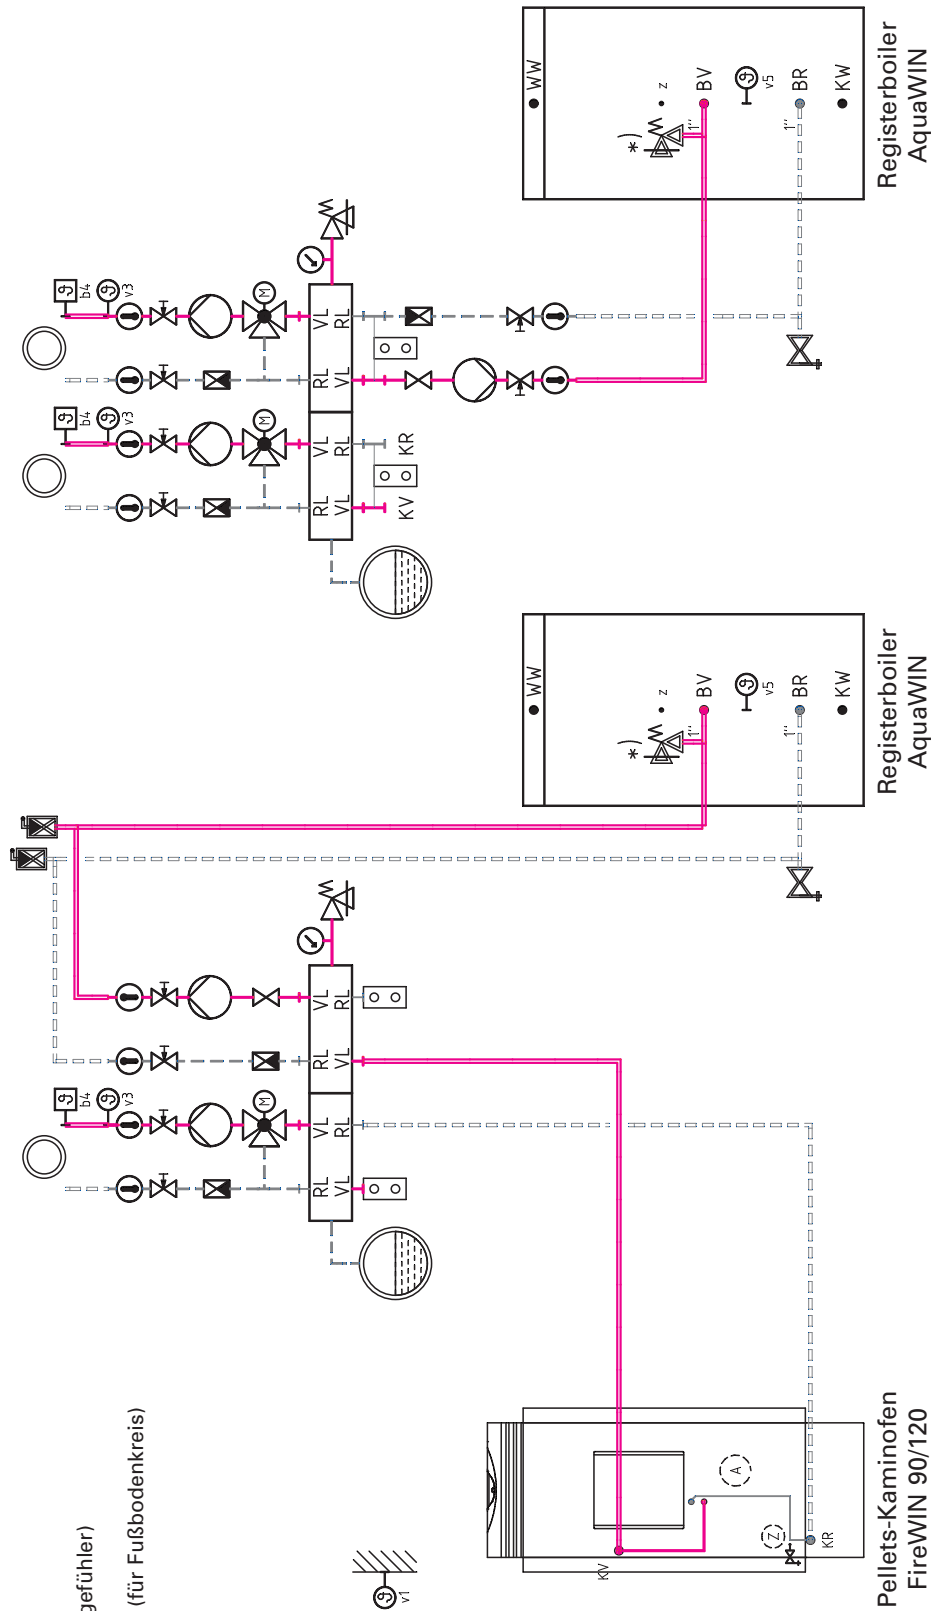 gefühler)
(für Fußbodenkreis)
ϑ
v1
Pellets-Kaminofen
FireWIN 90/120
KV
KR
A
Z
ϑ
b4
ϑ
v3
M
RL
VL
VL
RL
RL
VL
VL
RL
WW
*)
z
BV
1"
ϑ
v5
BR
1"
KW
Registerboiler
AquaWIN
ϑ
b4
ϑ
v3
M
ϑ
b4
ϑ
v3
M
RL
VL
VL
RL
RL
VL
VL
RL
KV
KR
WW
*)
z
BV
1"
ϑ
v5
BR
1"
KW
Registerboiler
AquaWIN